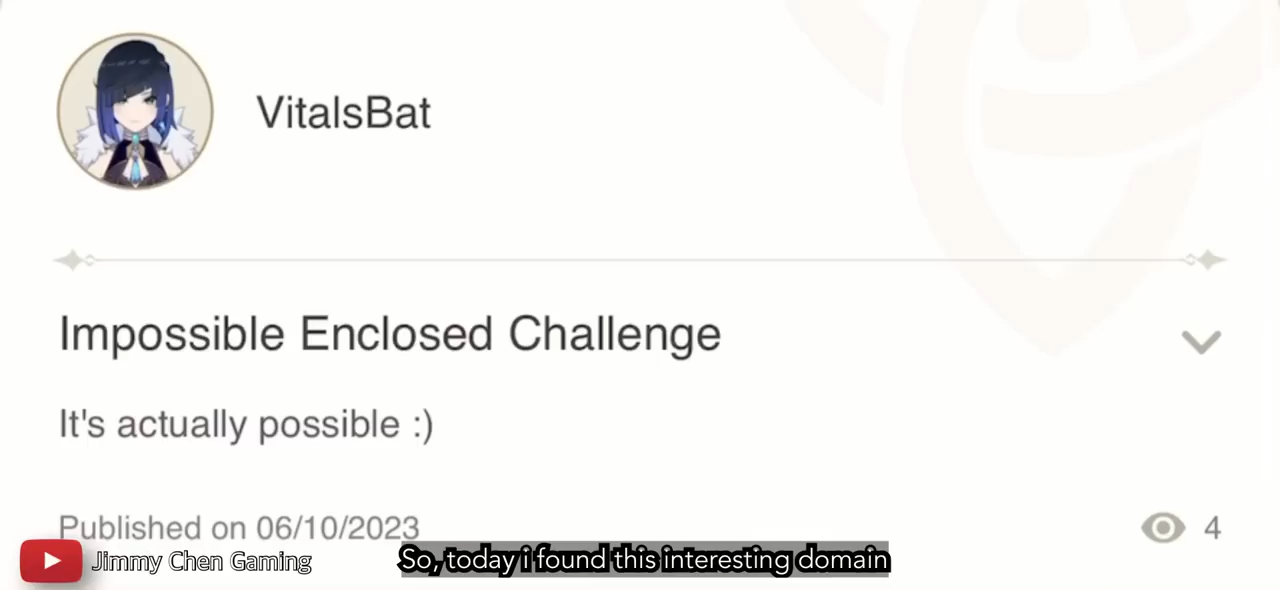 VitalsBat
Impossible Enclosed Challenge
It's actually possible :)
Published on 06/10/2023
4
Jimmy Chen Gaming
So, today i found this interesting domain